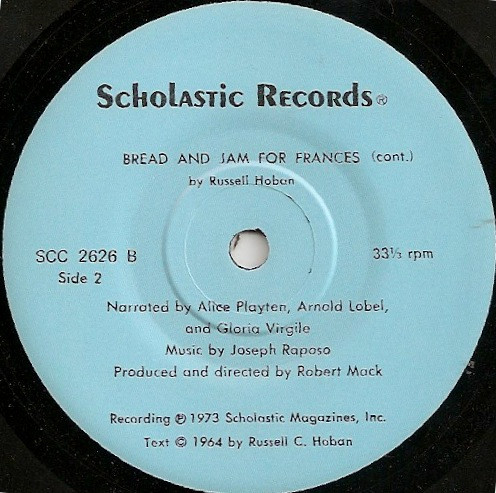 Scholastic Records®
BREAD AND JAM FOR FRANCES (cont.)
by Russell Hoban
SCC 2626 B
Side 2
33⅓ rpm
Narrated by Alice Playten, Arnold Lobel,
and Gloria Virgile
Music by Joseph Raposo
Produced and directed by Robert Mack
Recording ℗ 1973 Scholastic Magazines, Inc.
Text © 1964 by Russell C. Hoban